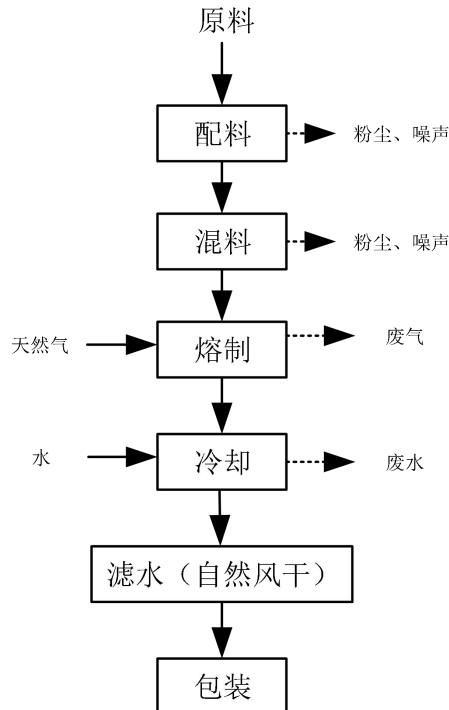 原料
配料
粉尘、噪声
混料
粉尘、噪声
天然气
熔制
废气
水
冷却
废水
滤水（自然风干）
包装